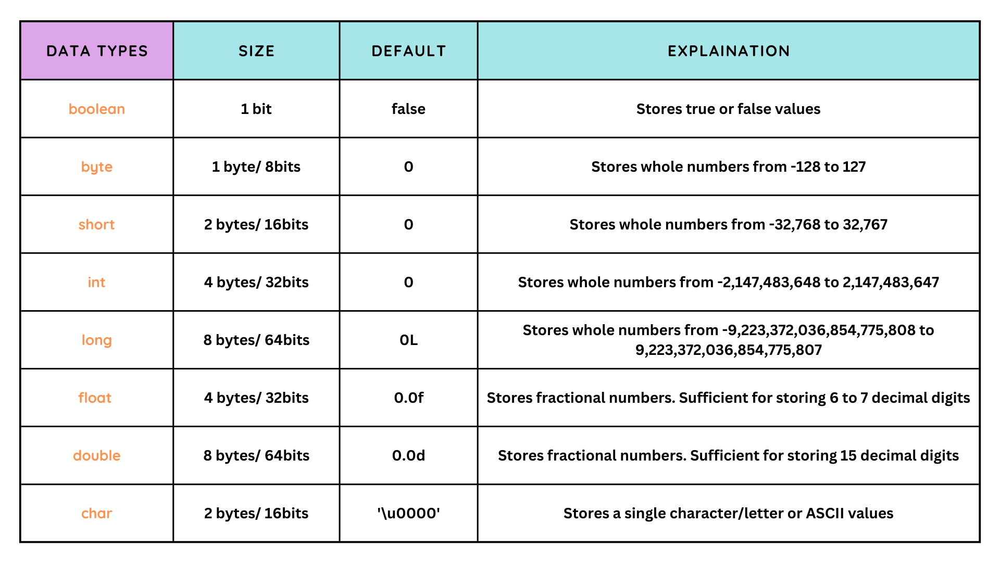 DATA TYPES SIZE DEFAULT EXPLAINATION
boolean 1 bit false Stores true or false values
byte 1 byte/ 8bits 0 Stores whole numbers from -128 to 127
short 2 bytes/ 16bits 0 Stores whole numbers from -32,768 to 32,767
int 4 bytes/ 32bits 0 Stores whole numbers from -2,147,483,648 to 2,147,483,647
long 8 bytes/ 64bits 0L Stores whole numbers from -9,223,372,036,854,775,808 to
9,223,372,036,854,775,807
float 4 bytes/ 32bits 0.0f Stores fractional numbers. Sufficient for storing 6 to 7 decimal digits
double 8 bytes/ 64bits 0.0d Stores fractional numbers. Sufficient for storing 15 decimal digits
char 2 bytes/ 16bits '\u0000' Stores a single character/letter or ASCII values